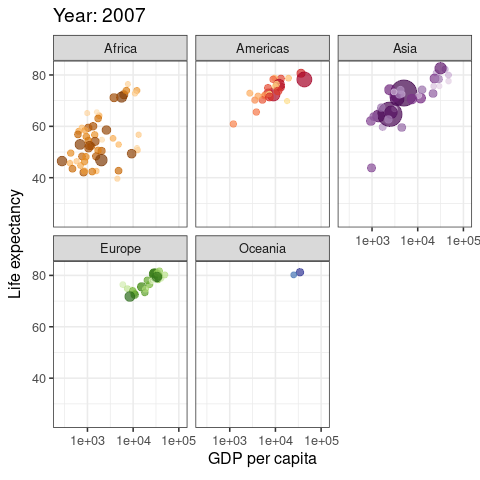 Year: 2007
Africa Americas Asia
80
60
40
1e+03 1e+04 1e+05
Life expectancy
Europe Oceania
80
60
40
1e+03 1e+04 1e+05 1e+03 1e+04 1e+05
GDP per capita